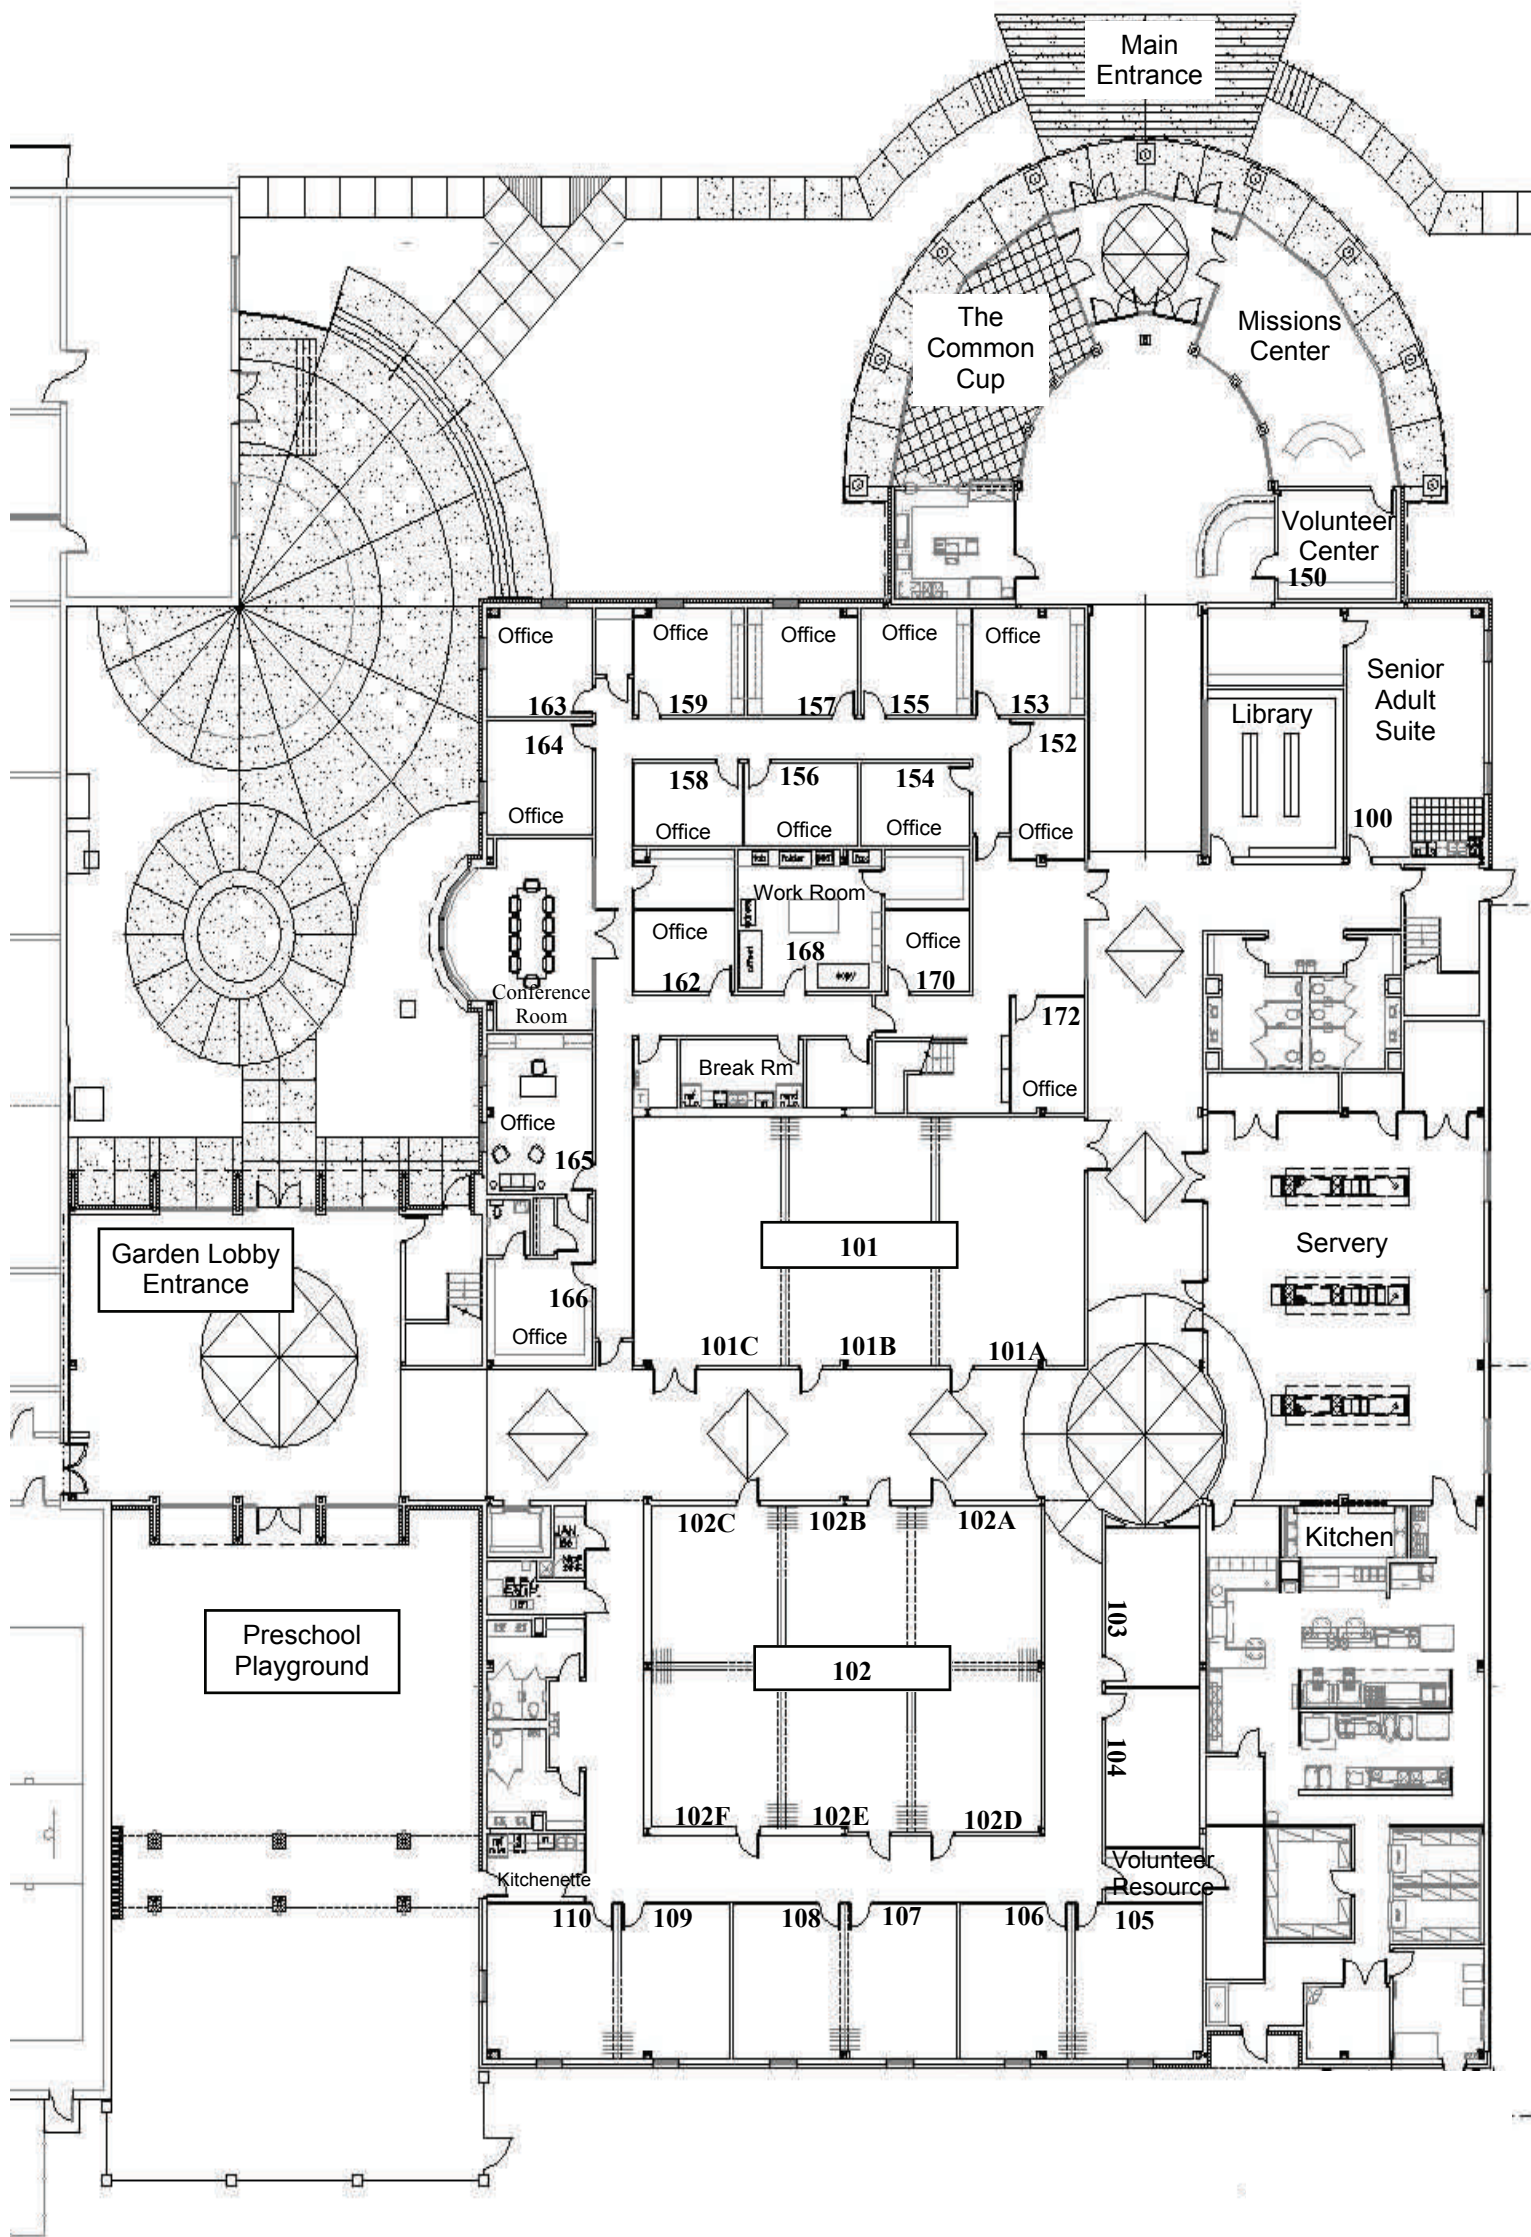 Main
Entrance
The
Common
Cup
Missions
Center
Volunteer
Center
150
Office
Office
Office
Office
Office
163
159
157
155
153
164
152
Library
Senior
Adult
Suite
158
156
154
100
Office
Office
Office
Office
Office
Work Room
Office
Office
162
168
170
Conference
Room
172
Break Rm
Office
Office
165
Garden Lobby
Entrance
101
Servery
166
Office
101C
101B
101A
102C
102B
102A
Kitchen
JAN
Preschool
Playground
103
102
104
102F
102E
102D
Kitchenette
Volunteer
Resource
110
109
108
107
106
105